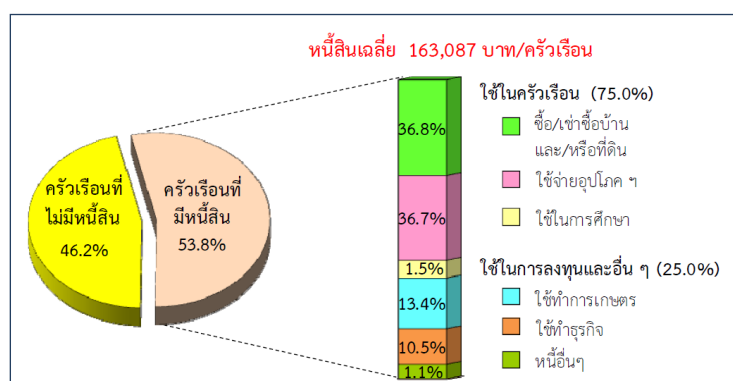 หนี้สินเฉลี่ย 163,087 บาท/ครัวเรือน
ครัวเรือนที่
ไม่มีหนี้สิน
46.2%
ครัวเรือนที่
มีหนี้สิน
53.8%
36.8%
36.7%
1.5%
13.4%
10.5%
1.1%
ใช้ในครัวเรือน (75.0%)
ซื้อ/เช่าซื้อบ้าน
และ/หรือที่ดิน
ใช้จ่ายอุปโภค ฯ
ใช้ในการศึกษา
ใช้ในการลงทุนและอื่น ๆ (25.0%)
ใช้ทำการเกษตร
ใช้ทำธุรกิจ
หนี้อื่นๆ